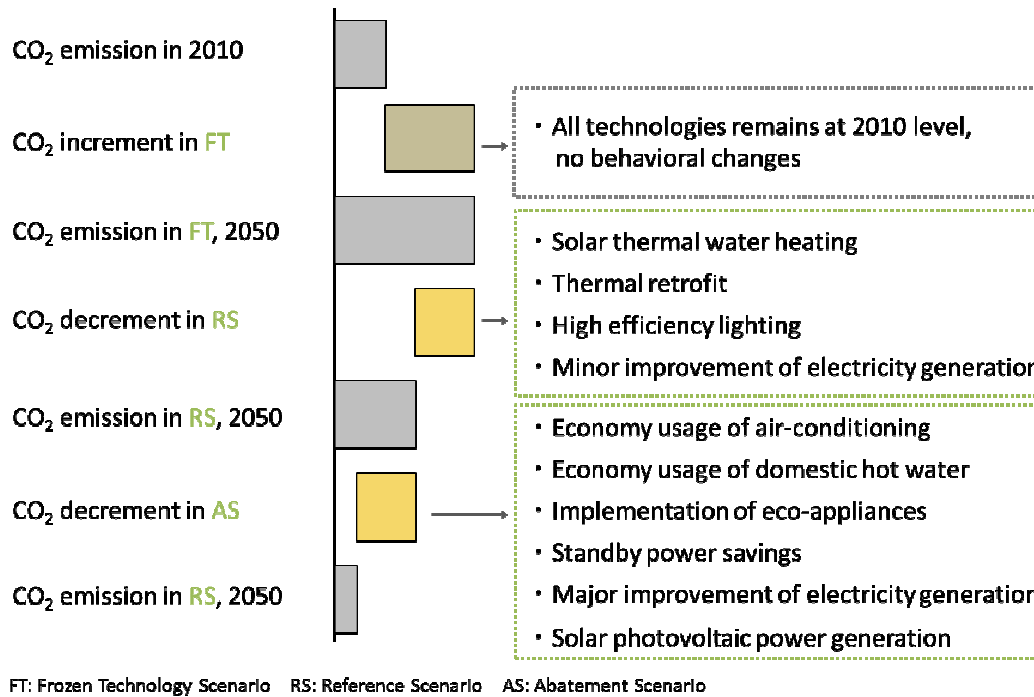 CO₂ emission in 2010
CO₂ increment in FT
· All technologies remains at 2010 level,
no behavioral changes
CO₂ emission in FT, 2050
· Solar thermal water heating
· Thermal retrofit
CO₂ decrement in RS
· High efficiency lighting
· Minor improvement of electricity generation
CO₂ emission in RS, 2050
· Economy usage of air-conditioning
· Economy usage of domestic hot water
CO₂ decrement in AS
· Implementation of eco-appliances
· Standby power savings
CO₂ emission in RS, 2050
· Major improvement of electricity generation
· Solar photovoltaic power generation
FT: Frozen Technology Scenario RS: Reference Scenario AS: Abatement Scenario